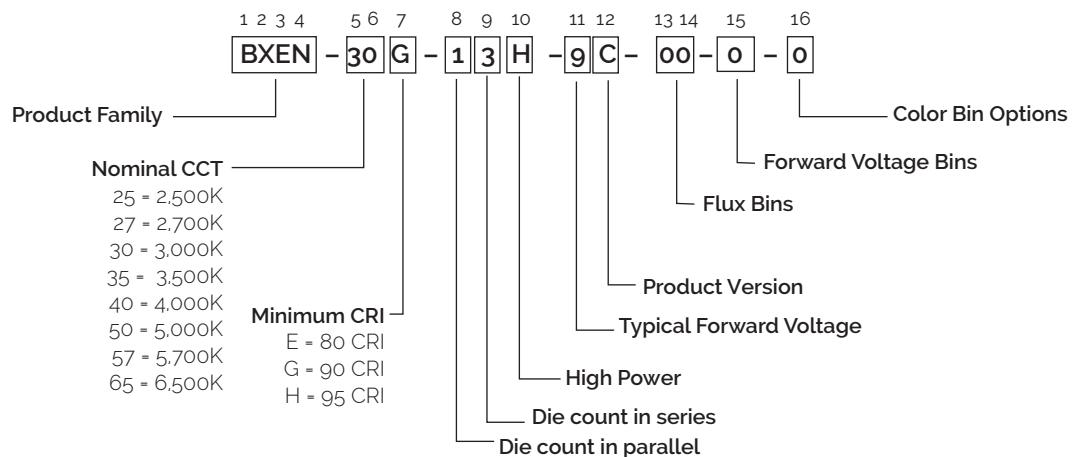 1 2 3 4 5 6 7 8 9 10 11 12 13 14 15 16
BXEN – 30 G – 1 3 H – 9 C – 00 – 0 – 0
Product Family
Color Bin Options
Nominal CCT
Forward Voltage Bins
25 = 2,500K
27 = 2,700K
Flux Bins
30 = 3,000K
35 = 3,500K
Product Version
40 = 4,000K
Minimum CRI
Typical Forward Voltage
50 = 5,000K
E = 80 CRI
57 = 5,700K
G = 90 CRI
High Power
65 = 6,500K
H = 95 CRI
Die count in series
Die count in parallel